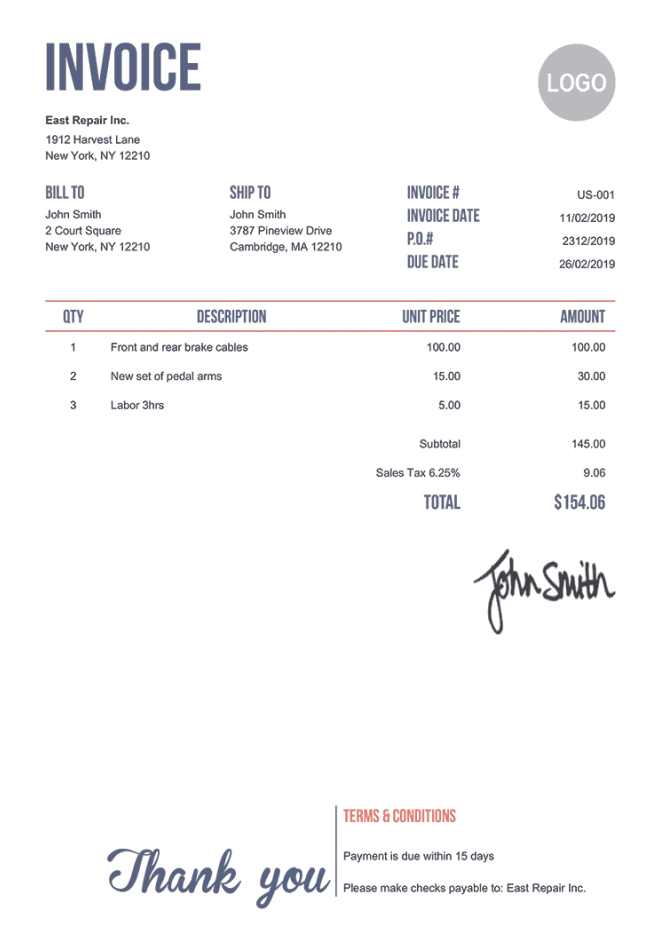 INVOICE
LOGO
East Repair Inc.
1912 Harvest Lane
New York, NY 12210
BILL TO
John Smith
2 Court Square
New York, NY 12210
SHIP TO
John Smith
3787 Pineview Drive
Cambridge, MA 12210
INVOICE # US-001
INVOICE DATE 11/02/2019
P.O.# 2312/2019
DUE DATE 26/02/2019
QTY DESCRIPTION UNIT PRICE AMOUNT
1 Front and rear brake cables 100.00 100.00
2 New set of pedal arms 15.00 30.00
3 Labor 3hrs 5.00 15.00
Subtotal 145.00
Sales Tax 6.25% 9.06
TOTAL $154.06
John Smith
Thank you
TERMS & CONDITIONS
Payment is due within 15 days
Please make checks payable to: East Repair Inc.